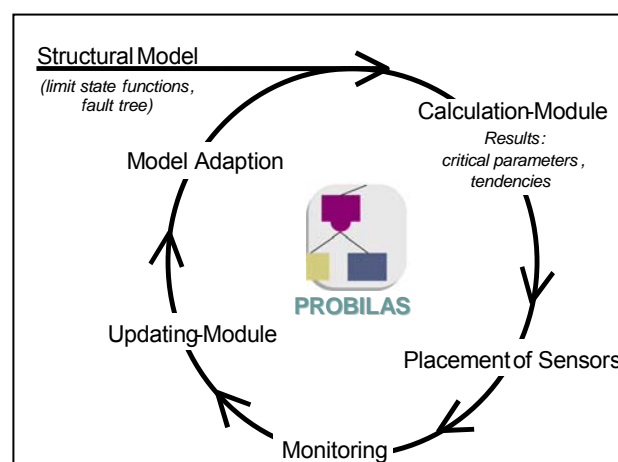 Structural Model
(limit state functions,
fault tree)
Calculation-Module
Results:
critical parameters,
tendencies
Model Adaption
PROBILAS
Updating-Module
Placement of Sensors
Monitoring